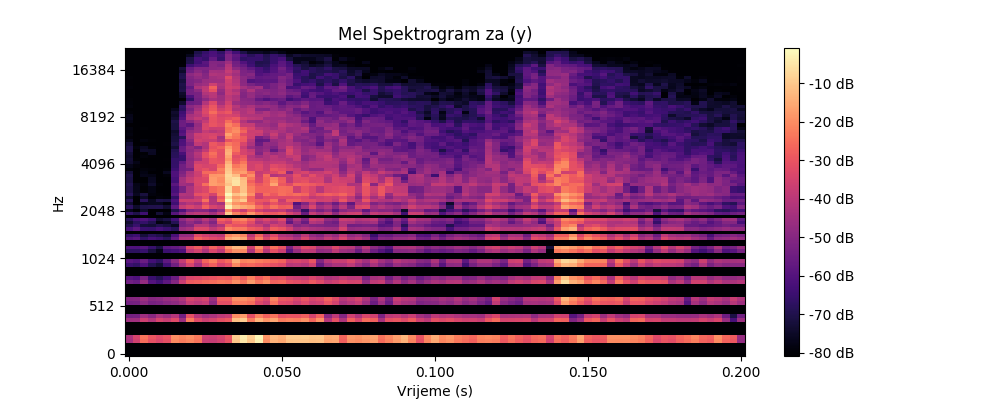 Mel Spektrogram za (y)
16384
8192
4096
2048
1024
512
0
Hz
0.000
0.050
0.100
0.150
0.200
Vrijeme (s)
-10 dB
-20 dB
-30 dB
-40 dB
-50 dB
-60 dB
-70 dB
-80 dB